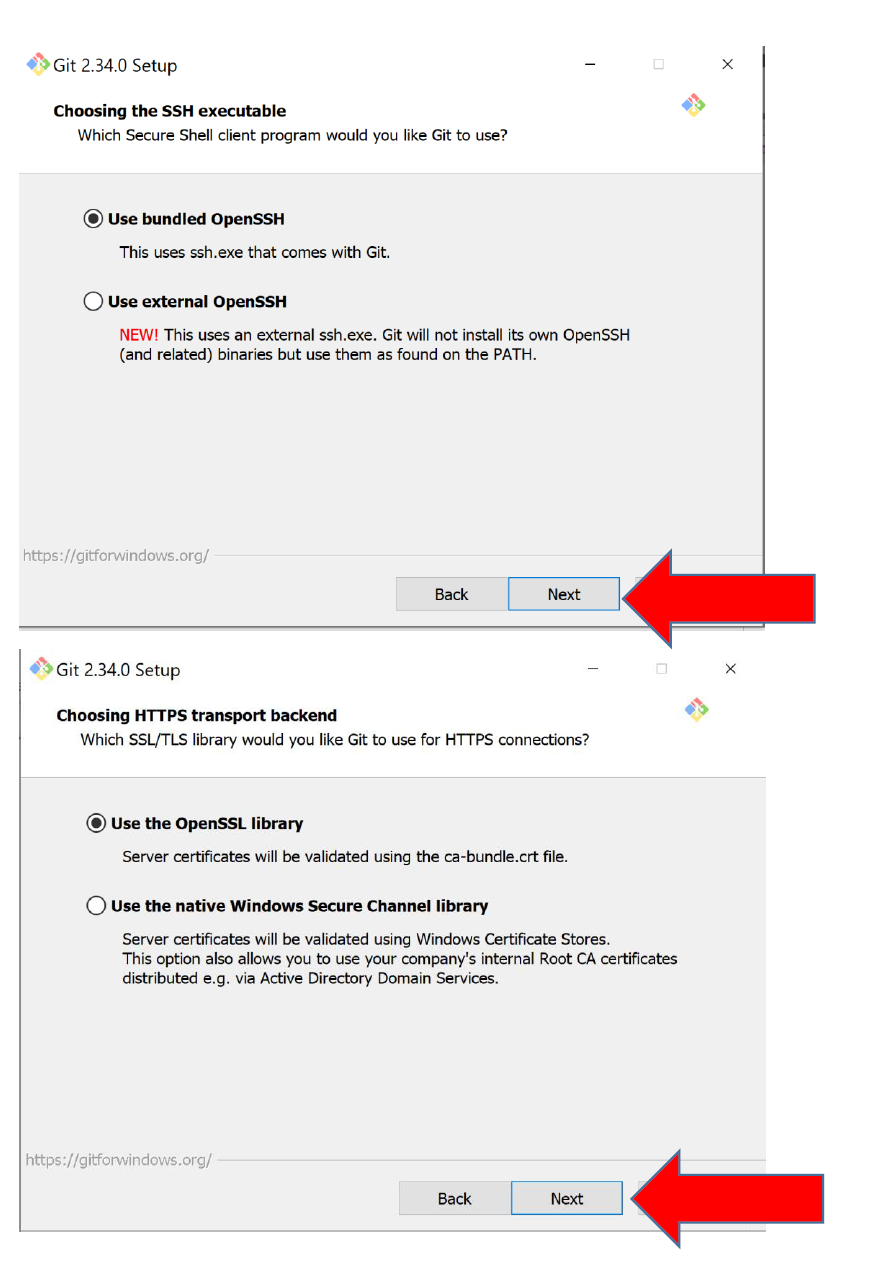 Git 2.34.0 Setup
Choosing the SSH executable
Which Secure Shell client program would you like Git to use?
Use bundled OpenSSH
This uses ssh.exe that comes with Git.
Use external OpenSSH
NEW! This uses an external ssh.exe. Git will not install its own OpenSSH
(and related) binaries but use them as found on the PATH.
https://gitforwindows.org/
Back Next
Git 2.34.0 Setup
Choosing HTTPS transport backend
Which SSL/TLS library would you like Git to use for HTTPS connections?
Use the OpenSSL library
Server certificates will be validated using the ca-bundle.crt file.
Use the native Windows Secure Channel library
Server certificates will be validated using Windows Certificate Stores.
This option also allows you to use your company's internal Root CA certificates
distributed e.g. via Active Directory Domain Services.
https://gitforwindows.org/
Back Next